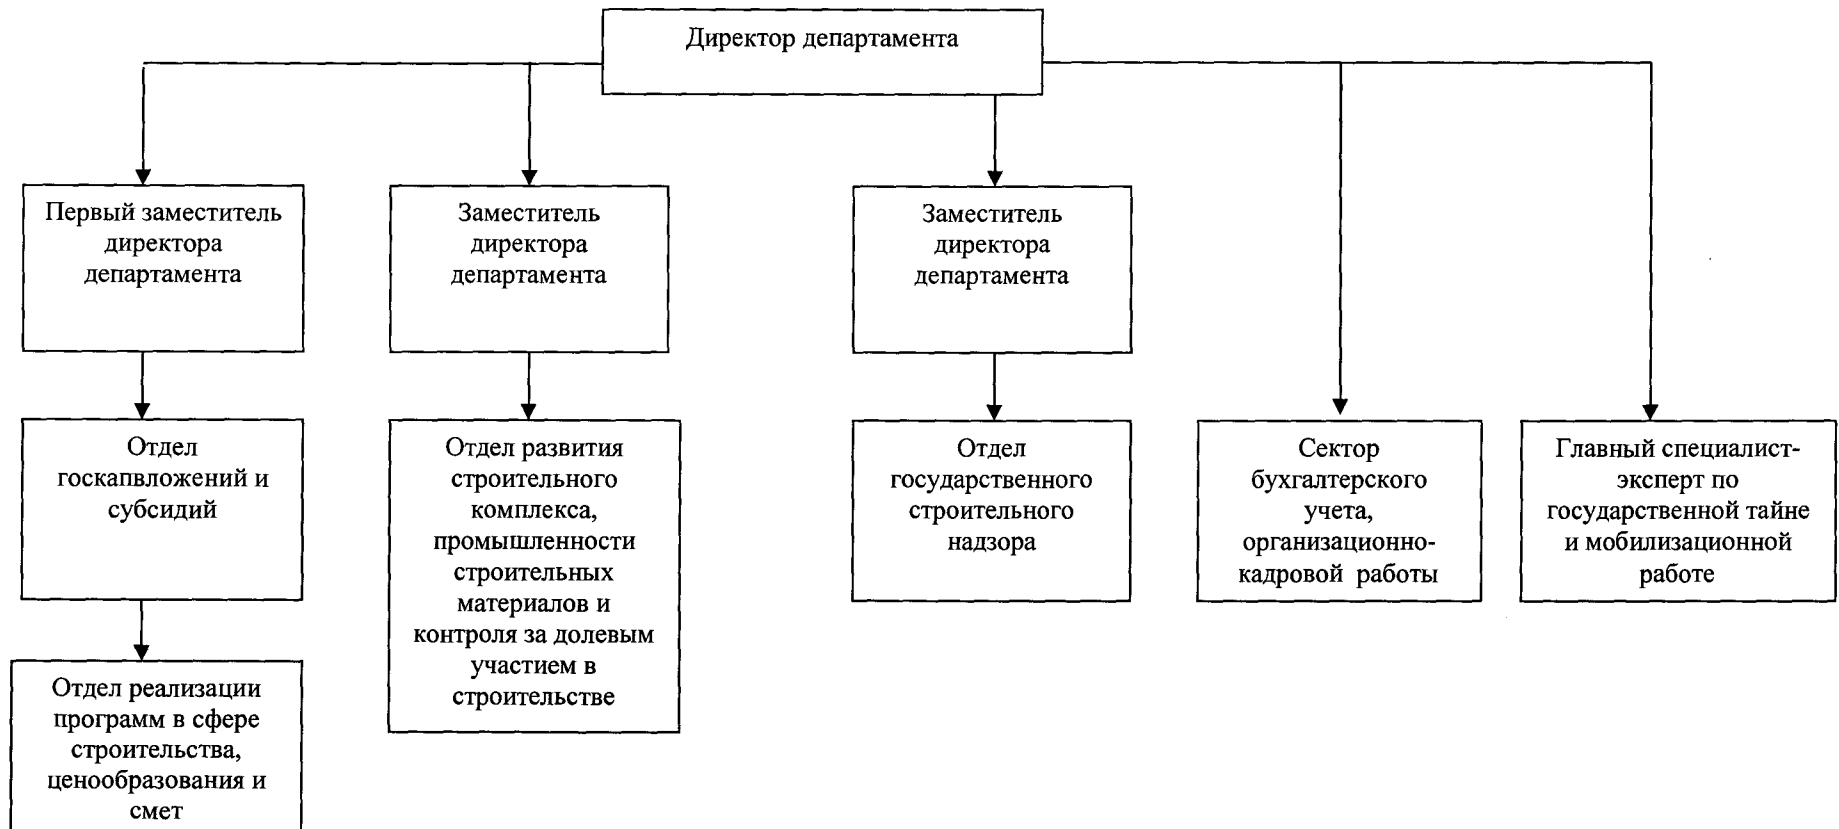 Директор департамента
Первый заместитель
директора
департамента
Заместитель
директора
департамента
Заместитель
директора
департамента
Отдел
госкапвложений и
субсидий
Отдел развития
строительного
комплекса,
промышленности
строительных
материалов и
контроля за долевым
участием в
строительстве
Отдел
государственного
строительного
надзора
Сектор
бухгалтерского
учета,
организационно-
кадровой работы
Главный специалист-
эксперт по
государственной тайне
и мобилизационной
работе
Отдел реализации
программ в сфере
строительства,
ценообразования и
смет